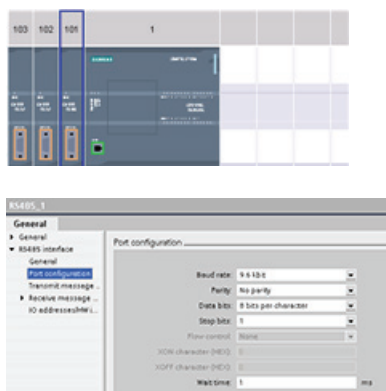 103 102 101 1
SIEMENS
RS485_1
General
General
RS485 interface
General
Port configuration
Transmit message ...
Receive message ...
IO addresses/HW i...
Port configuration
Baud rate: 9.6 kbit
Parity: No parity
Data bits: 8 bits per character
Stop bits: 1
Flow control: None
XON character (HEX): 0
XOFF character (HEX): 0
Wait time: 1 ms